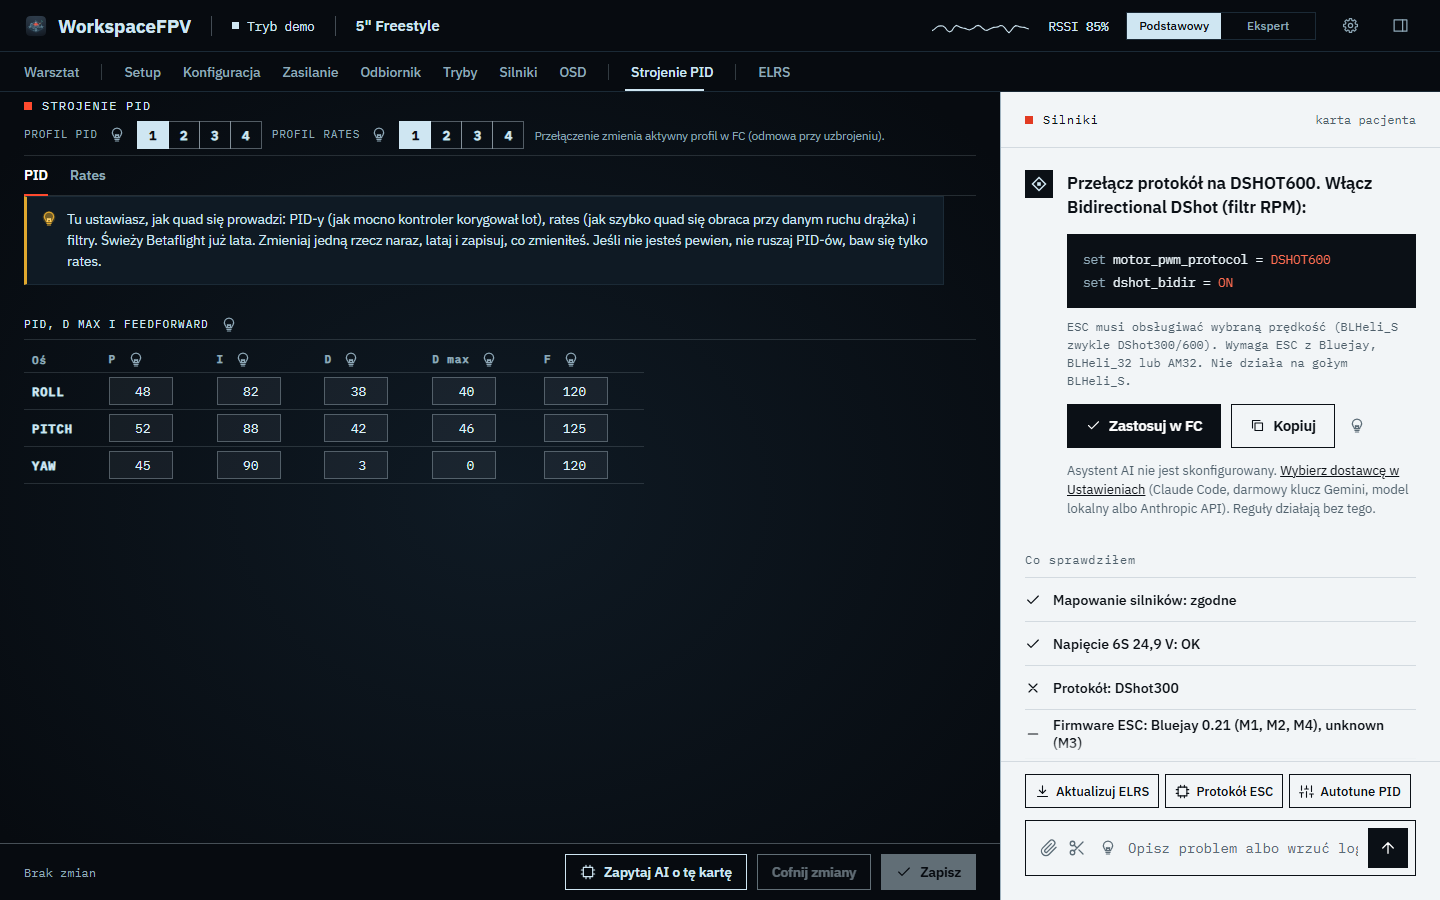 WorkspaceFPV
Tryb demo
5" Freestyle
RSSI 85%
Podstawowy
Ekspert
Warsztat
Setup
Konfiguracja
Zasilanie
Odbiornik
Tryby
Silniki
OSD
Strojenie PID
ELRS
STROJENIE PID
PROFIL PID
1 2 3 4
PROFIL RATES
1 2 3 4
Przełączenie zmienia aktywny profil w FC (odmowa przy uzbrojeniu).
PID
Rates
Tu ustawiasz, jak quad się prowadzi: PID-y (jak mocno kontroler korygował lot), rates (jak szybko quad się obraca przy danym ruchu drążka) i
filtry. Świeży Betaflight już lata. Zmieniaj jedną rzecz naraz, lataj i zapisuj, co zmieniłeś. Jeśli nie jesteś pewien, nie ruszaj PID-ów, baw się tylko
rates.
PID, D MAX I FEEDFORWARD
Oś P I D D max F
ROLL 48 82 38 40 120
PITCH 52 88 42 46 125
YAW 45 90 3 0 120
Brak zmian
Zapytaj AI o tę kartę
Cofnij zmiany
Zapisz
Silniki
karta pacjenta
Przełącz protokół na DSHOT600. Włącz
Bidirectional DShot (filtr RPM):
set motor_pwm_protocol = DSHOT600
set dshot_bidir = ON
ESC musi obsługiwać wybraną prędkość (BLHeli_S
zwykle DShot300/600). Wymaga ESC z Bluejay,
BLHeli_32 lub AM32. Nie działa na gołym
BLHeli_S.
Zastosuj w FC
Kopiuj
Asystent AI nie jest skonfigurowany. Wybierz dostawcę w
Ustawieniach (Claude Code, darmowy klucz Gemini, model
lokalny albo Anthropic API). Reguły działają bez tego.
Co sprawdziłem
Mapowanie silników: zgodne
Napięcie 6S 24,9 V: OK
Protokół: DShot300
Firmware ESC: Bluejay 0.21 (M1, M2, M4), unknown
(M3)
Aktualizuj ELRS
Protokół ESC
Autotune PID
Opisz problem albo wrzuć log